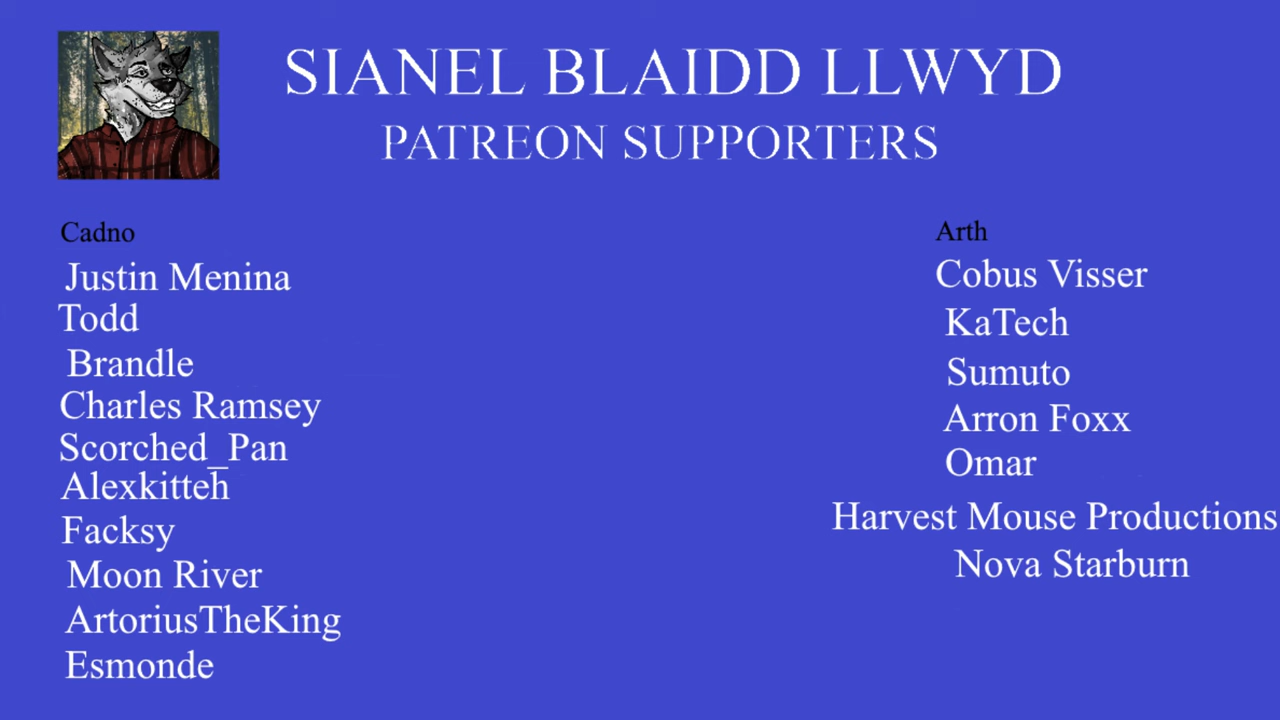 SIANEL BLAIDD LLWYD
PATREON SUPPORTERS
Cadno
Justin Menina
Todd
Brandle
Charles Ramsey
Scorched_Pan
Alexkitteh
Facksy
Moon River
ArtoriusTheKing
Esmonde
Arth
Cobus Visser
KaTech
Sumuto
Arron Foxx
Omar
Harvest Mouse Productions
Nova Starburn